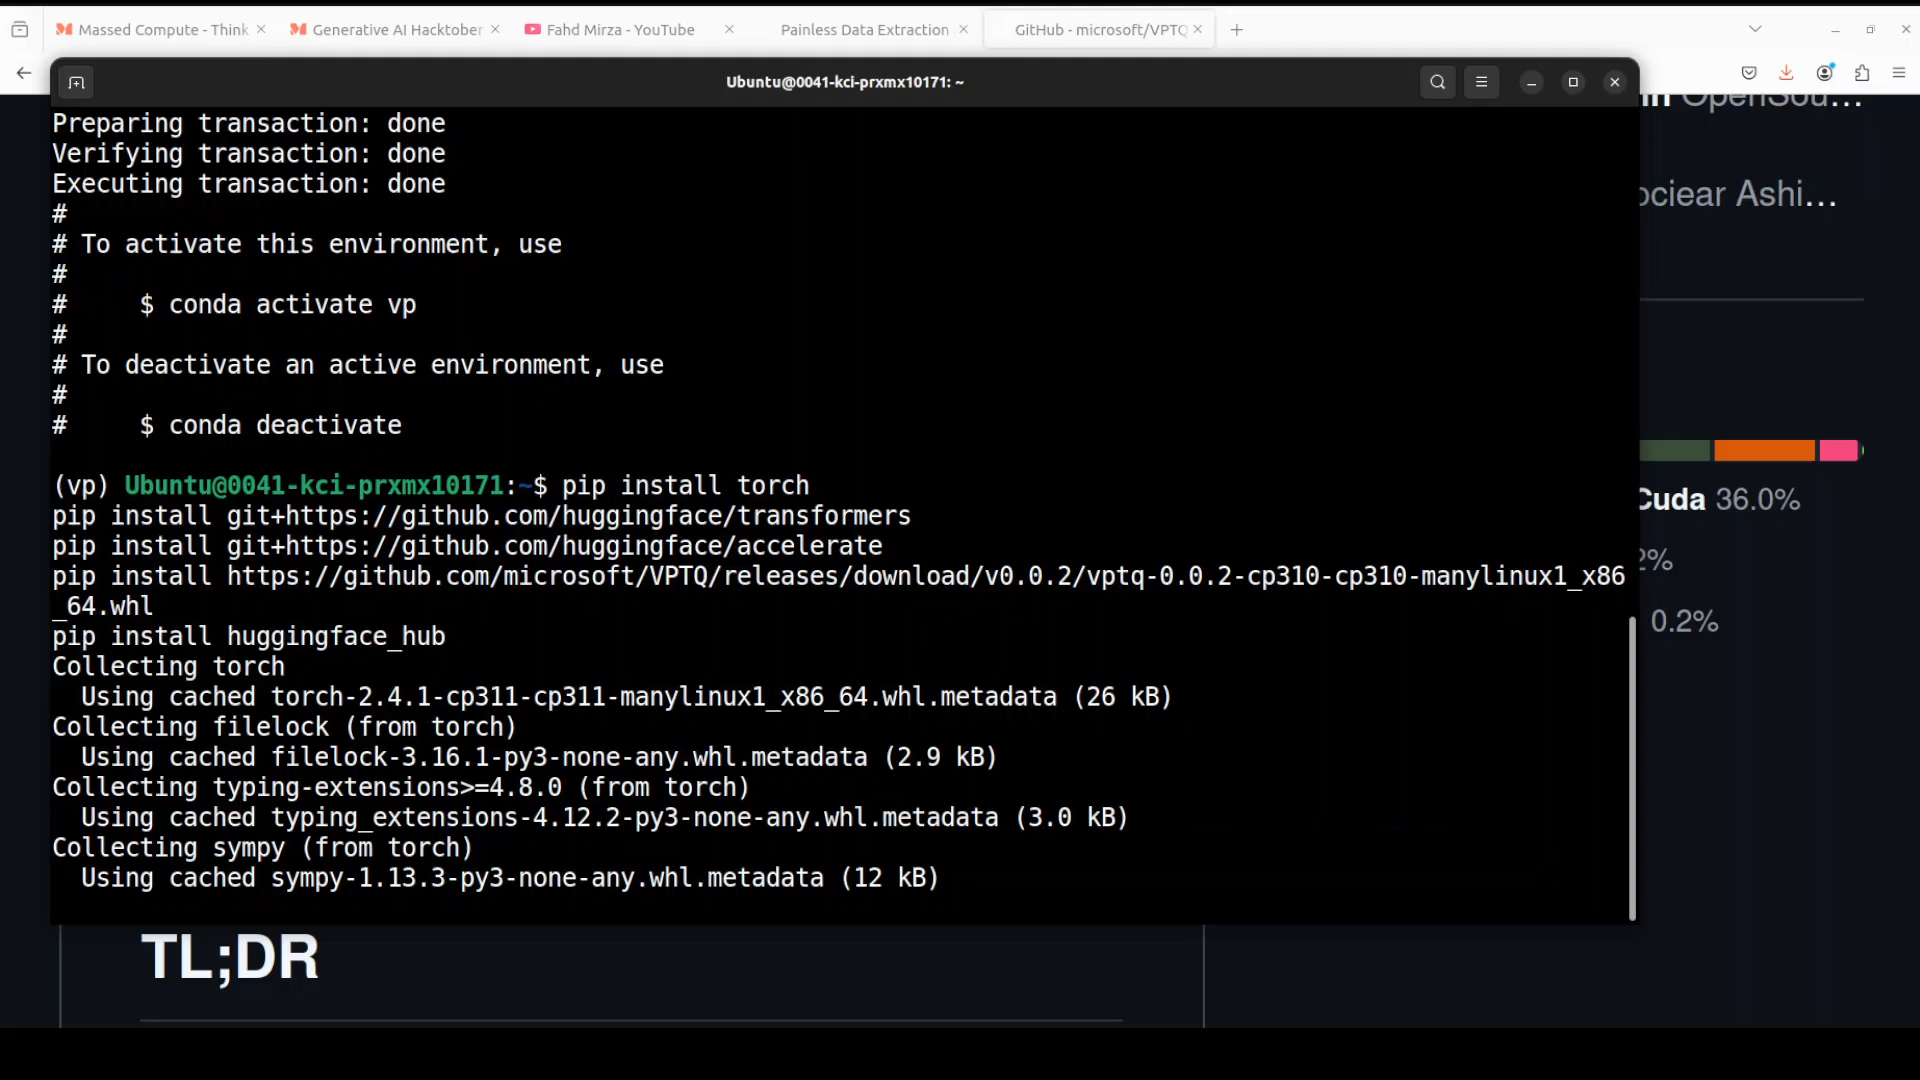 Massed Compute - Think
Generative AI Hacktober
Fahd Mirza - YouTube
Painless Data Extraction
GitHub - microsoft/VPTQ
Ubuntu@0041-kci-prxmx10171: ~
OpenSou...
Preparing transaction: done
Verifying transaction: done
Executing transaction: done
ociear Ashi...
#
# To activate this environment, use
#
#     $ conda activate vp
#
# To deactivate an active environment, use
#
#     $ conda deactivate
(vp) Ubuntu@0041-kci-prxmx10171:~$ pip install torch
Cuda 36.0%
pip install git+https://github.com/huggingface/transformers
pip install git+https://github.com/huggingface/accelerate
2%
pip install https://github.com/microsoft/VPTQ/releases/download/v0.0.2/vptq-0.0.2-cp310-cp310-manylinux1_x86
_64.whl
0.2%
pip install huggingface_hub
Collecting torch
  Using cached torch-2.4.1-cp311-cp311-manylinux1_x86_64.whl.metadata (26 kB)
Collecting filelock (from torch)
  Using cached filelock-3.16.1-py3-none-any.whl.metadata (2.9 kB)
Collecting typing-extensions>=4.8.0 (from torch)
  Using cached typing_extensions-4.12.2-py3-none-any.whl.metadata (3.0 kB)
Collecting sympy (from torch)
  Using cached sympy-1.13.3-py3-none-any.whl.metadata (12 kB)
TL;DR